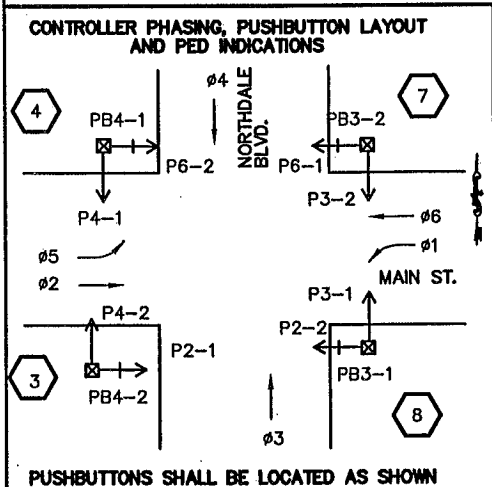 CONTROLLER PHASING, PUSHBUTTON LAYOUT
AND PED INDICATIONS
4
PB4-1
P6-2
P4-1
ø4
NORTHDALE
BLVD.
7
PB3-2
P6-1
P3-2
ø6
ø1
MAIN ST.
ø5
ø2
P4-2
P2-1
3
PB4-2
P3-1
P2-2
PB3-1
8
ø3
PUSHBUTTONS SHALL BE LOCATED AS SHOWN